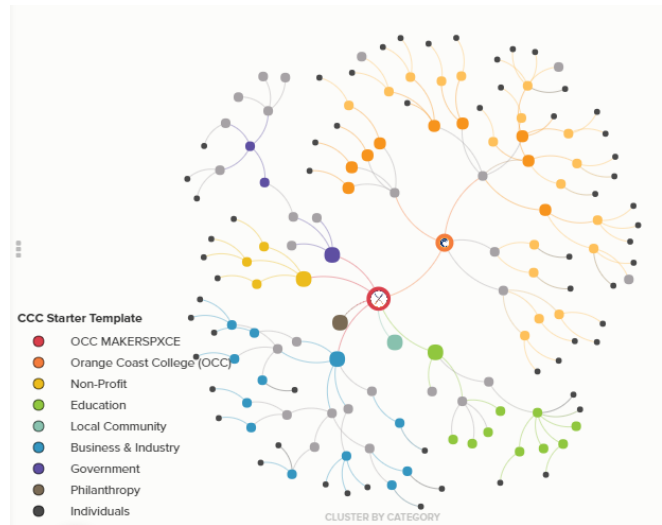 CCC Starter Template
OCC MAKERSPXCE
Orange Coast College (OCC)
Non-Profit
Education
Local Community
Business & Industry
Government
Philanthropy
Individuals
CLUSTER BY CATEGORY